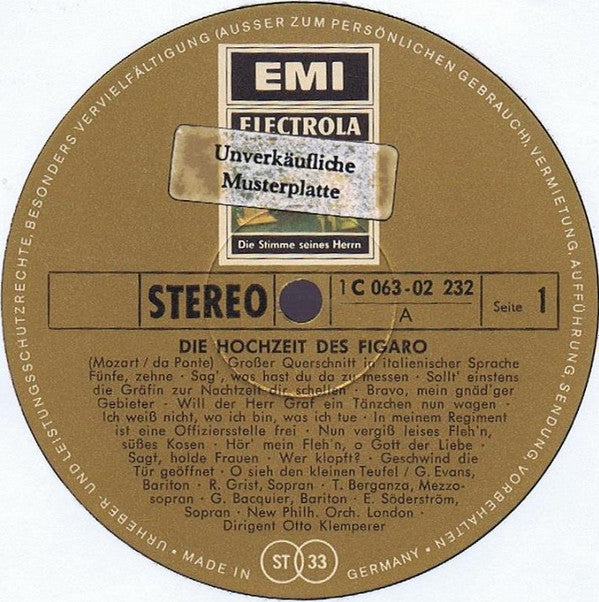 URHEBER- UND LEISTUNGSSCHUTZRECHTE, BESONDERS VERVIELFÄLTIGUNG (AUSSER ZUM PERSÖNLICHEN GEBRAUCH), VERMIETUNG, AUFFÜHRUNG, SENDUNG, VORBEHALTEN
EMI
ELECTROLA
Unverkäufliche
Musterplatte
Die Stimme seines Herrn
STEREO
1 C 063-02 232
A
Seite 1
DIE HOCHZEIT DES FIGARO
(Mozart / da Ponte) Großer Querschnitt in italienischer Sprache
Fünfe, zehne · Sag', was hast du da zu messen · Sollt' einstens
die Gräfin zur Nachtzeit dir schellen · Bravo, mein gnäd'ger
Gebieter · Will der Herr Graf ein Tänzchen nun wagen ·
Ich weiß nicht, wo ich bin, was ich tue · In meinem Regiment
ist eine Offiziersstelle frei · Nun vergiß leises Fleh'n,
süßes Kosen · Hör' mein Fleh'n, o Gott der Liebe ·
Sagt, holde Frauen · Wer klopft? · Geschwind die
Tür geöffnet · O sieh den kleinen Teufel / G. Evans,
Bariton · R. Grist, Sopran · T. Berganza, Mezzo-
sopran · G. Bacquier, Bariton · E. Söderström,
Sopran · New Philh. Orch. London ·
Dirigent Otto Klemperer
· MADE IN GERMANY ·
ST 33